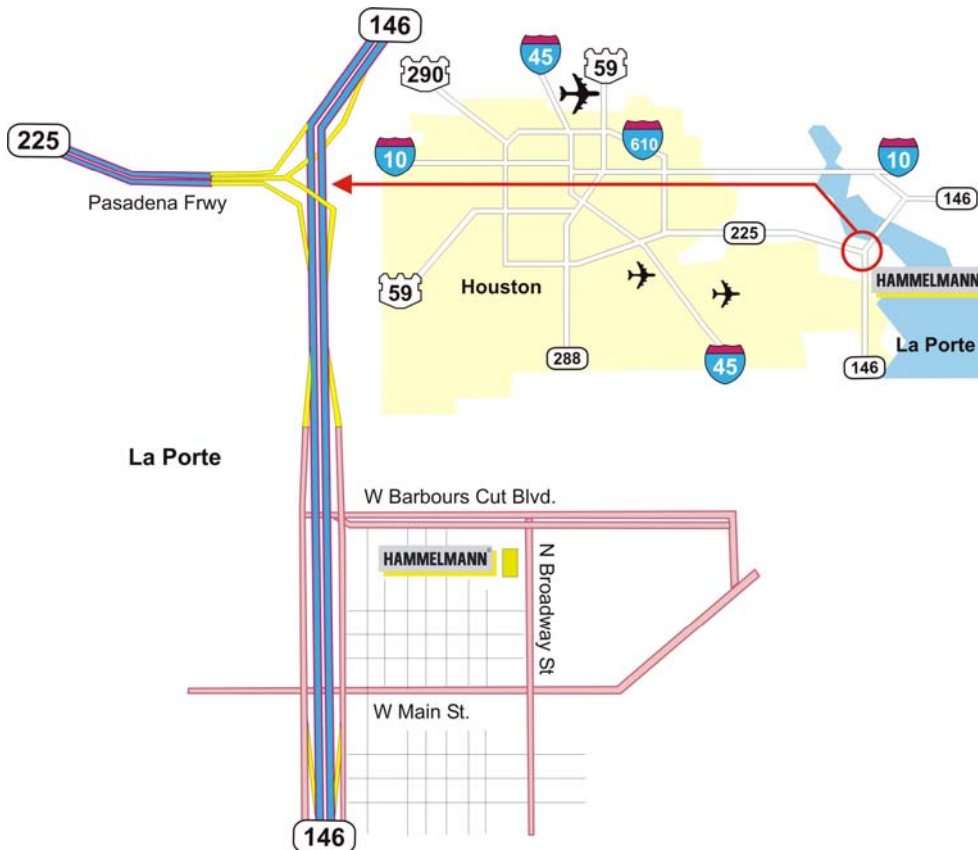 146
45
59
290
225
10
610
10
Pasadena Frwy
146
225
HAMMELMANN
59
Houston
La Porte
288
45
146
La Porte
W Barbours Cut Blvd.
HAMMELMANN®
N Broadway St
W Main St.
146